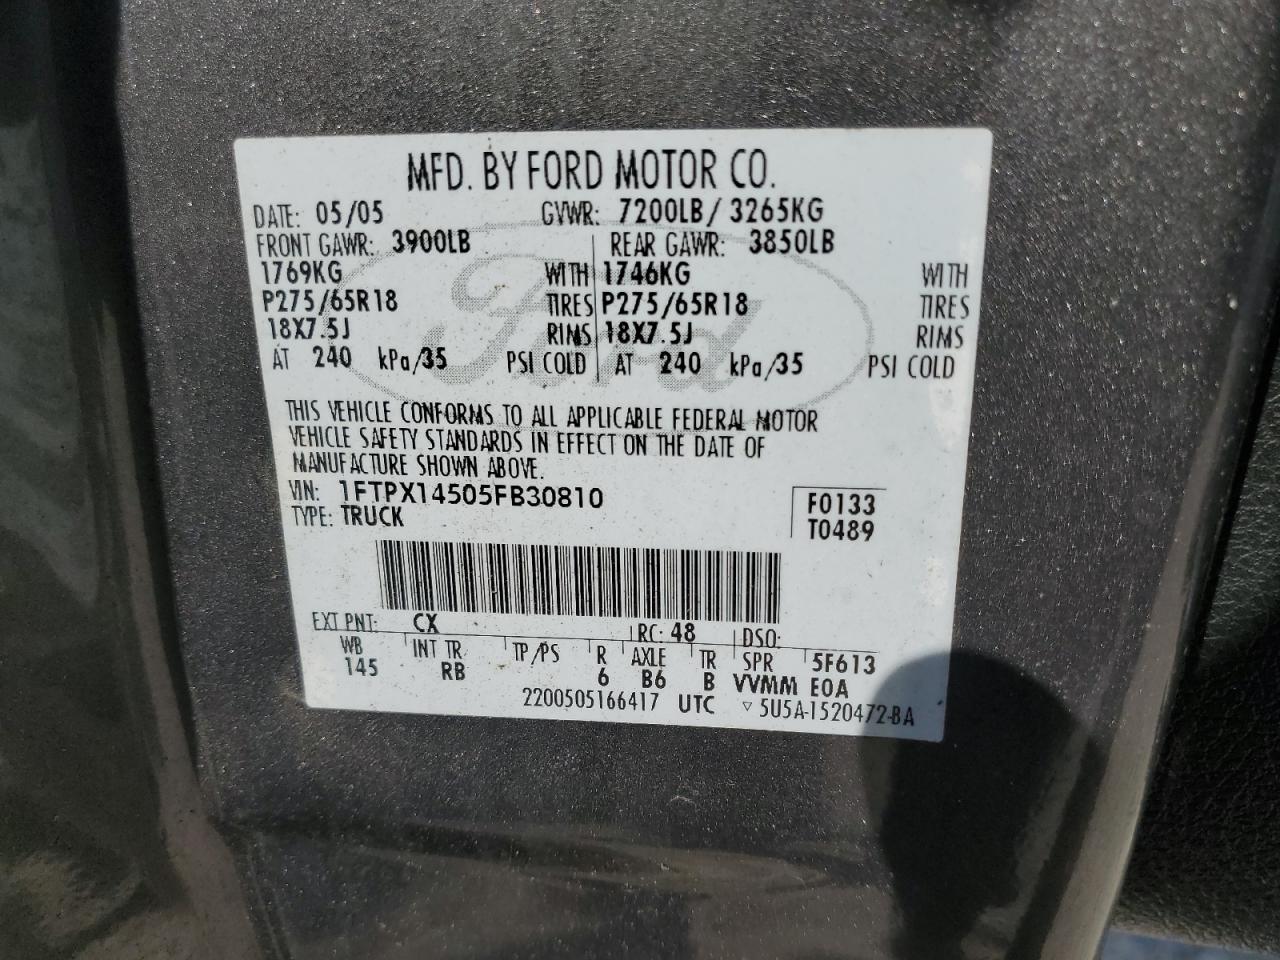 MFD. BY FORD MOTOR CO.
DATE: 05/05 GVWR: 7200LB/ 3265KG
FRONT GAWR: 3900LB REAR GAWR: 3850LB
1769KG WITH 1746KG WITH
P275/65R18 TIRES P275/65R18 TIRES
18X7.5J RIMS 18X7.5J RIMS
AT 240 kPa/35 PSI COLD AT 240 kPa/35 PSI COLD
Ford
THIS VEHICLE CONFORMS TO ALL APPLICABLE FEDERAL MOTOR
VEHICLE SAFETY STANDARDS IN EFFECT ON THE DATE OF
MANUFACTURE SHOWN ABOVE.
VIN: 1FTPX14505FB30810 F0133
TYPE: TRUCK T0489
EXT PNT: CX RC: 48 DSO:
WB INT TR TP/PS R AXLE TR SPR 5F613
145 RB 6 B6 B VVMM E0A
2200505166417 UTC ▽ 5U5A-1520472-BA